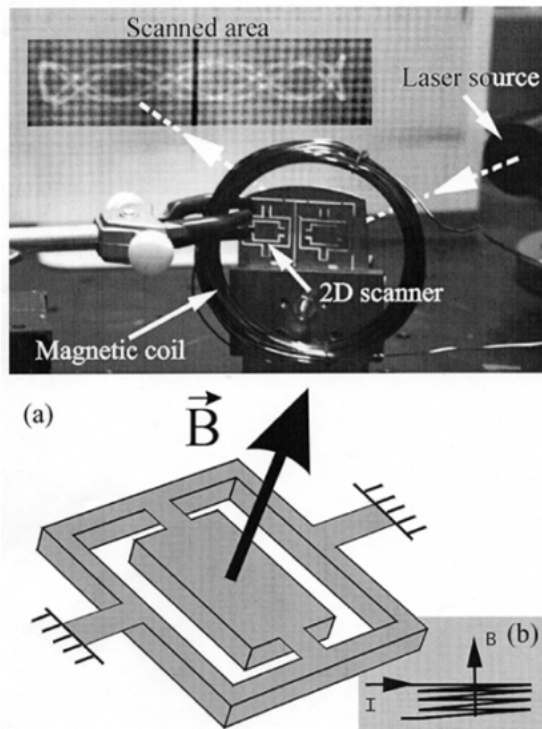 Scanned area
Laser source
2D scanner
Magnetic coil
(a)
B
(b)
B
I